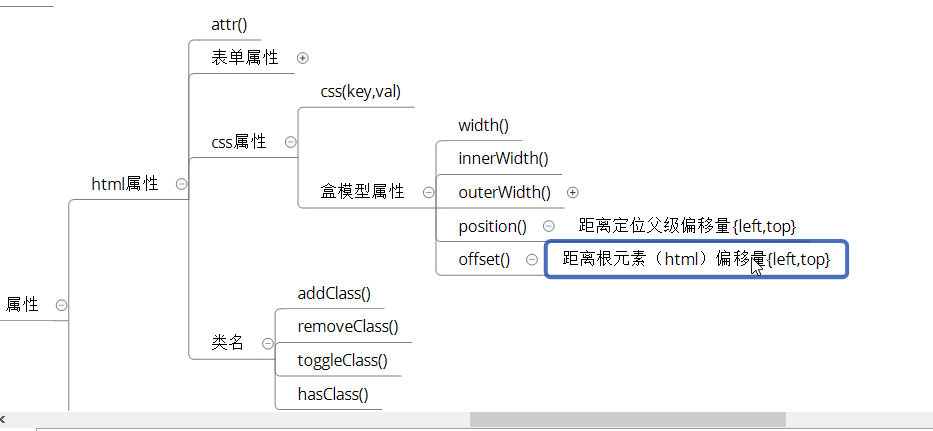 attr()
表单属性
css(key,val)
css属性
width()
innerWidth()
html属性
盒模型属性
outerWidth()
position()
距离定位父级偏移量{left,top}
offset()
距离根元素（html）偏移量{left,top}
addClass()
属性
removeClass()
类名
toggleClass()
hasClass()